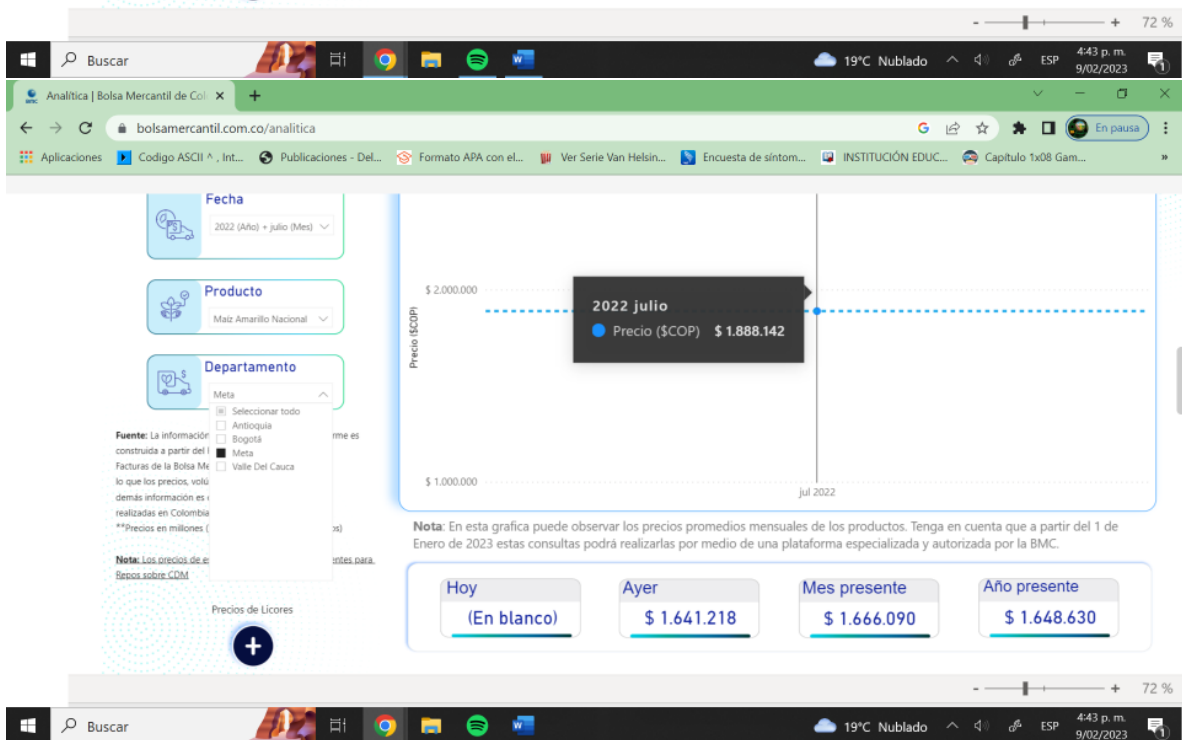 - + 72 %
Buscar
19°C Nublado ESP 4:43 p. m.
9/02/2023
1
Analítica | Bolsa Mercantil de Col
bolsamercantil.com.co/analitica
En pausa
Aplicaciones Codigo ASCII ^ , Int... Publicaciones - Del... Formato APA con el... Ver Serie Van Helsin... Encuesta de síntom... INSTITUCIÓN EDUC... Capítulo 1x08 Gam... »
Fecha
2022 (Año) + julio (Mes)
Producto
Maíz Amarillo Nacional
Departamento
Meta
Seleccionar todo
Antioquia
Bogotá
Meta
Valle Del Cauca
Fuente: La información rme es
construida a partir del
Facturas de la Bolsa Me
lo que los precios, volú
demás información es
realizadas en Colombia
**Precios en millones ( os)
Nota: Los precios de es entes para
Repos sobre CDM
Precios de Licores
+
Precio ($COP)
$ 2.000.000
$ 1.000.000
2022 julio
Precio ($COP) $ 1.888.142
jul 2022
Nota: En esta grafica puede observar los precios promedios mensuales de los productos. Tenga en cuenta que a partir del 1 de
Enero de 2023 estas consultas podrá realizarlas por medio de una plataforma especializada y autorizada por la BMC.
Hoy Ayer Mes presente Año presente
(En blanco) $ 1.641.218 $ 1.666.090 $ 1.648.630
- + 72 %
Buscar
19°C Nublado ESP 4:43 p. m.
9/02/2023
1